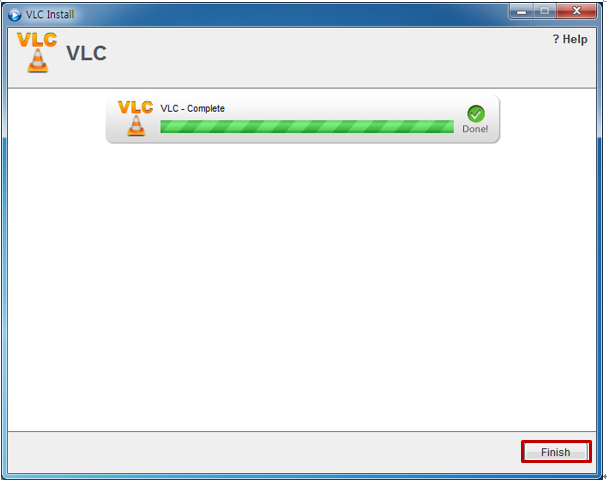 VLC Install
VLC
VLC
? Help
VLC
VLC - Complete
Done!
Finish